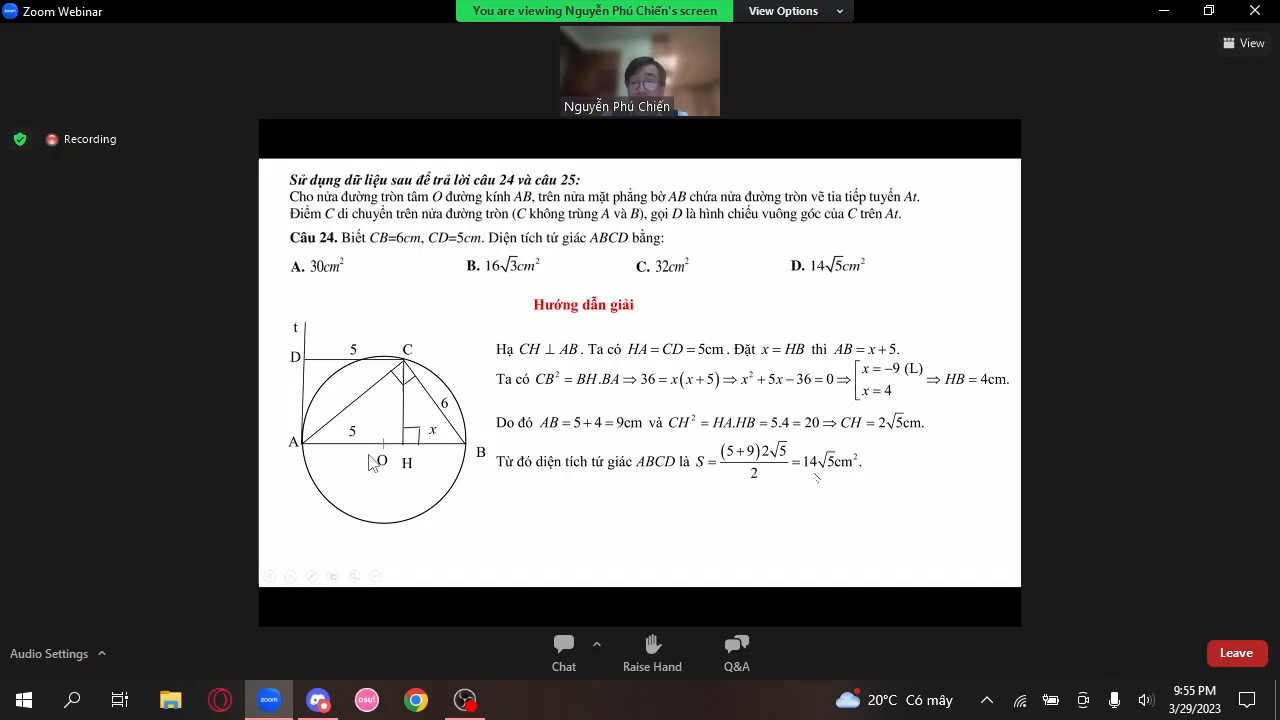 Zoom Webinar
You are viewing Nguyễn Phú Chiến's screen
View Options
View
Nguyễn Phú Chiến
Recording
Sử dụng dữ liệu sau để trả lời câu 24 và câu 25:
Cho nửa đường tròn tâm O đường kính AB, trên nửa mặt phẳng bờ AB chứa nửa đường tròn vẽ tia tiếp tuyến At.
Điểm C di chuyển trên nửa đường tròn (C không trùng A và B), gọi D là hình chiếu vuông góc của C trên At.
Câu 24. Biết CB=6cm, CD=5cm. Diện tích tứ giác ABCD bằng:
A. 30cm² B. 16√3cm² C. 32cm² D. 14√5cm²
Hướng dẫn giải
t
D 5 C
6
5 x
A B
O H
Hạ CH ⊥ AB. Ta có HA = CD = 5cm. Đặt x = HB thì AB = x + 5.
Ta có CB² = BH.BA ⇒ 36 = x(x + 5) ⇒ x² + 5x − 36 = 0 ⇒ [x = −9 (L) x = 4 ⇒ HB = 4cm.
Do đó AB = 5 + 4 = 9cm và CH² = HA.HB = 5.4 = 20 ⇒ CH = 2√5cm.
Từ đó diện tích tứ giác ABCD là S = (5 + 9)2√5 / 2 = 14√5cm².
Audio Settings
Chat
Raise Hand
Q&A
Leave
zoom
osu!
20°C Có mây
9:55 PM
3/29/2023